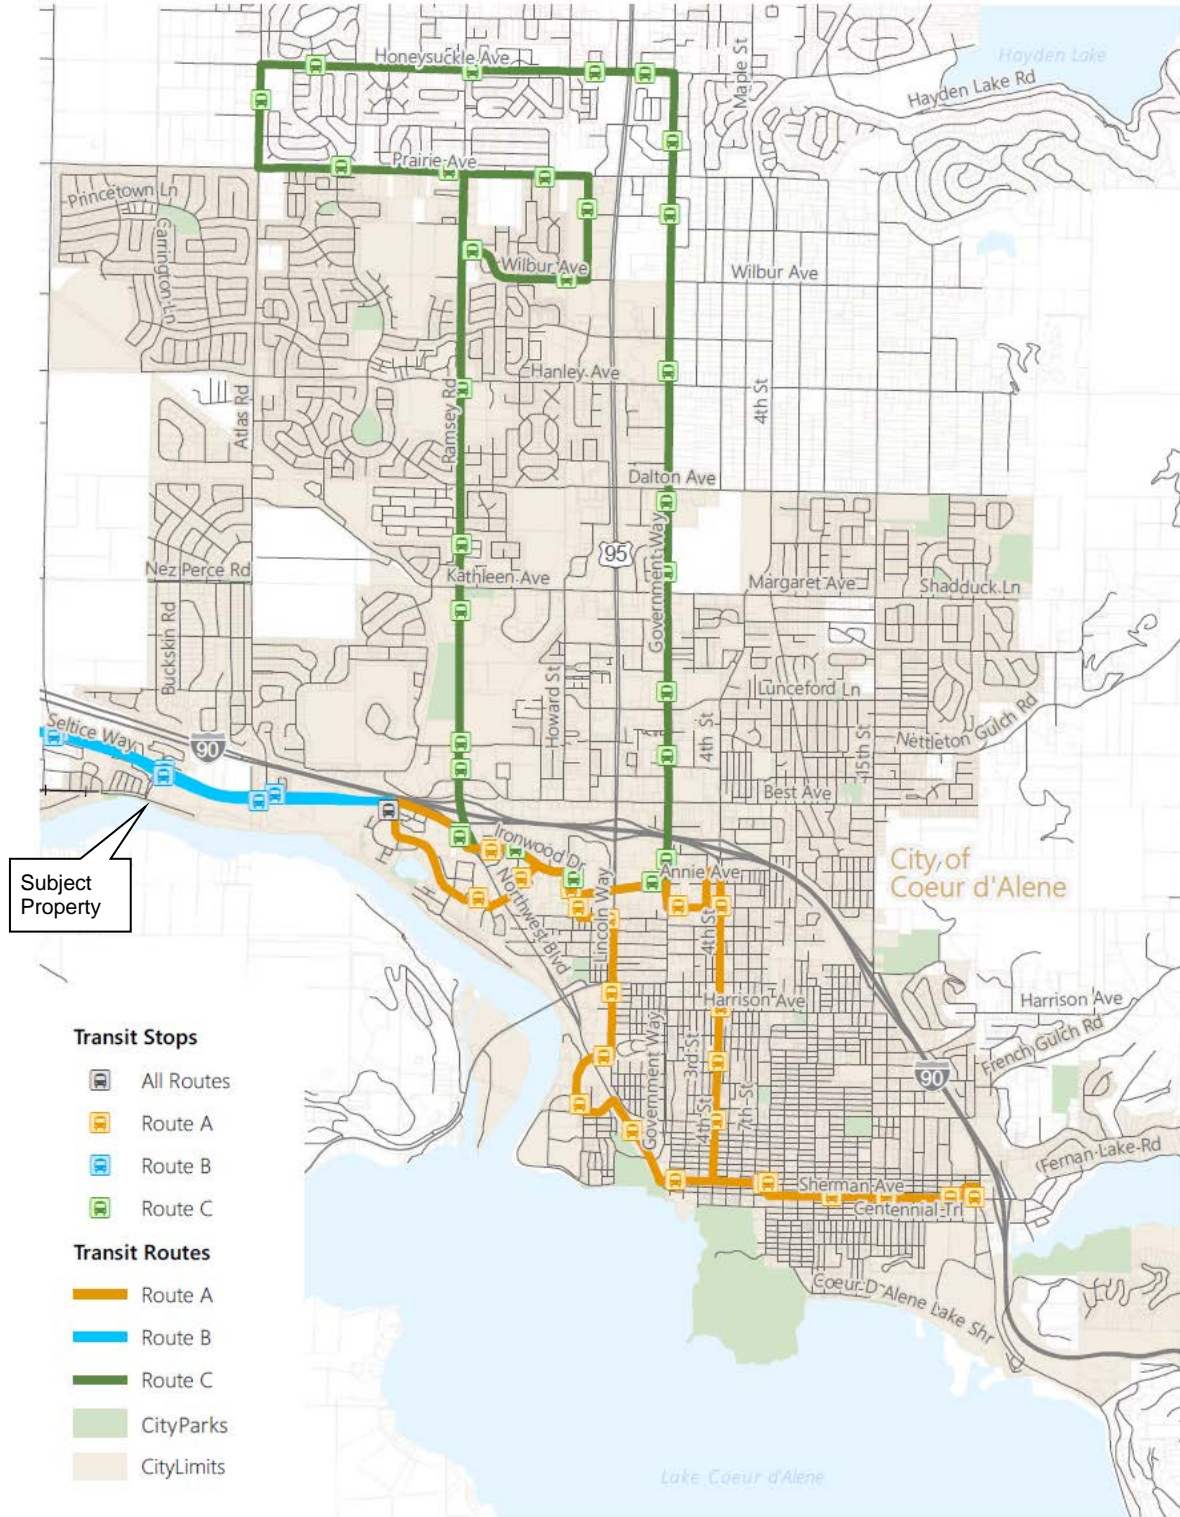 Hayden Lake
Honeysuckle Ave
Maple St
Hayden Lake Rd
Prairie Ave
Princetown Ln
Carrington Ln
Wilbur Ave
Wilbur Ave
Hanley Ave
Atlas Rd
Ramsey Rd
4th St
Dalton Ave
95
Government Way
Nez Perce Rd
Kathleen Ave
Margaret Ave
Shadduck Ln
Buckskin Rd
Howard St
Lunceford Ln
4th St
15th St
Nettleton Gulch Rd
Seltice Way
90
Best Ave
Ironwood Dr
Annie Ave
City of
Coeur d'Alene
Subject
Property
Northwest Blvd
Lincoln Way
4th St
Harrison Ave
Harrison Ave
French Gulch Rd
Government Way
3rd St
90
4th St
7th St
Fernan Lake Rd
Sherman Ave
Centennial Trl
Coeur D'Alene Lake Shr
Transit Stops
All Routes
Route A
Route B
Route C
Transit Routes
Route A
Route B
Route C
CityParks
CityLimits
Lake Coeur d'Alene